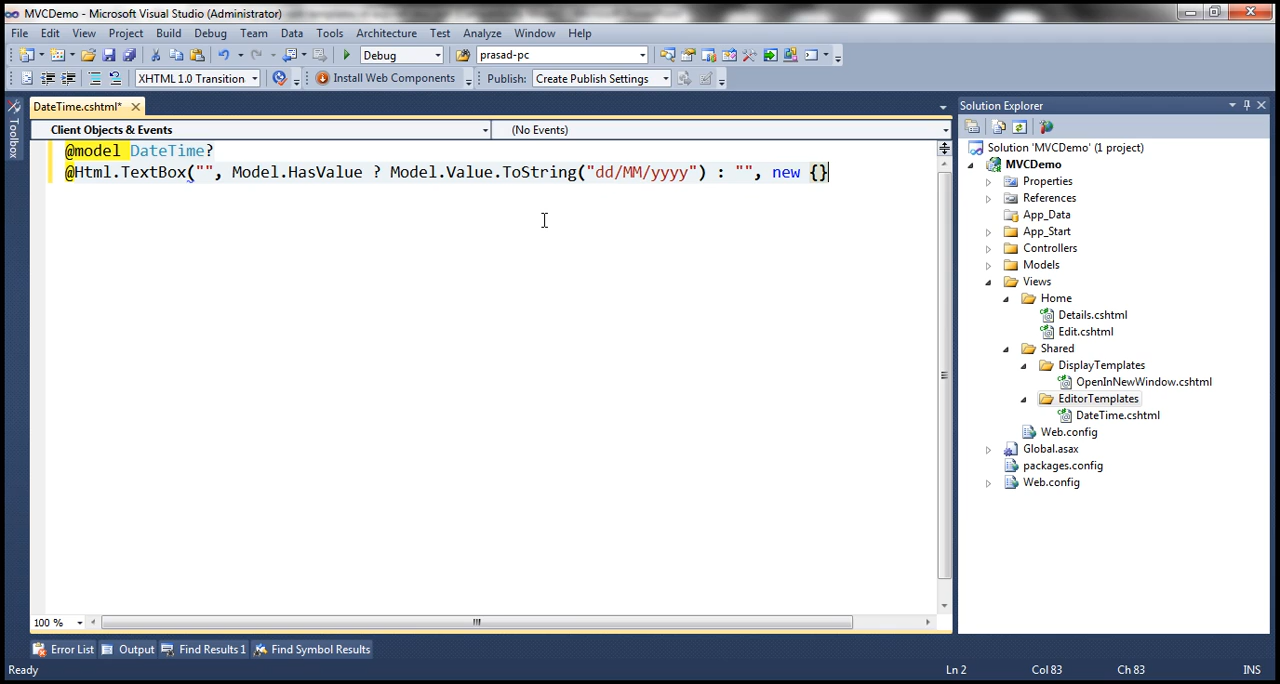 MVCDemo - Microsoft Visual Studio (Administrator)
File Edit View Project Build Debug Team Data Tools Architecture Test Analyze Window Help
Debug prasad-pc
XHTML 1.0 Transition Install Web Components Publish: Create Publish Settings
DateTime.cshtml*
Toolbox
Client Objects & Events (No Events)
@model DateTime?
@Html.TextBox("", Model.HasValue ? Model.Value.ToString("dd/MM/yyyy") : "", new {}
Solution Explorer
Solution 'MVCDemo' (1 project)
MVCDemo
Properties
References
App_Data
App_Start
Controllers
Models
Views
Home
Details.cshtml
Edit.cshtml
Shared
DisplayTemplates
OpenInNewWindow.cshtml
EditorTemplates
DateTime.cshtml
Web.config
Global.asax
packages.config
Web.config
100 %
Error List Output Find Results 1 Find Symbol Results
Ready Ln 2 Col 83 Ch 83 INS